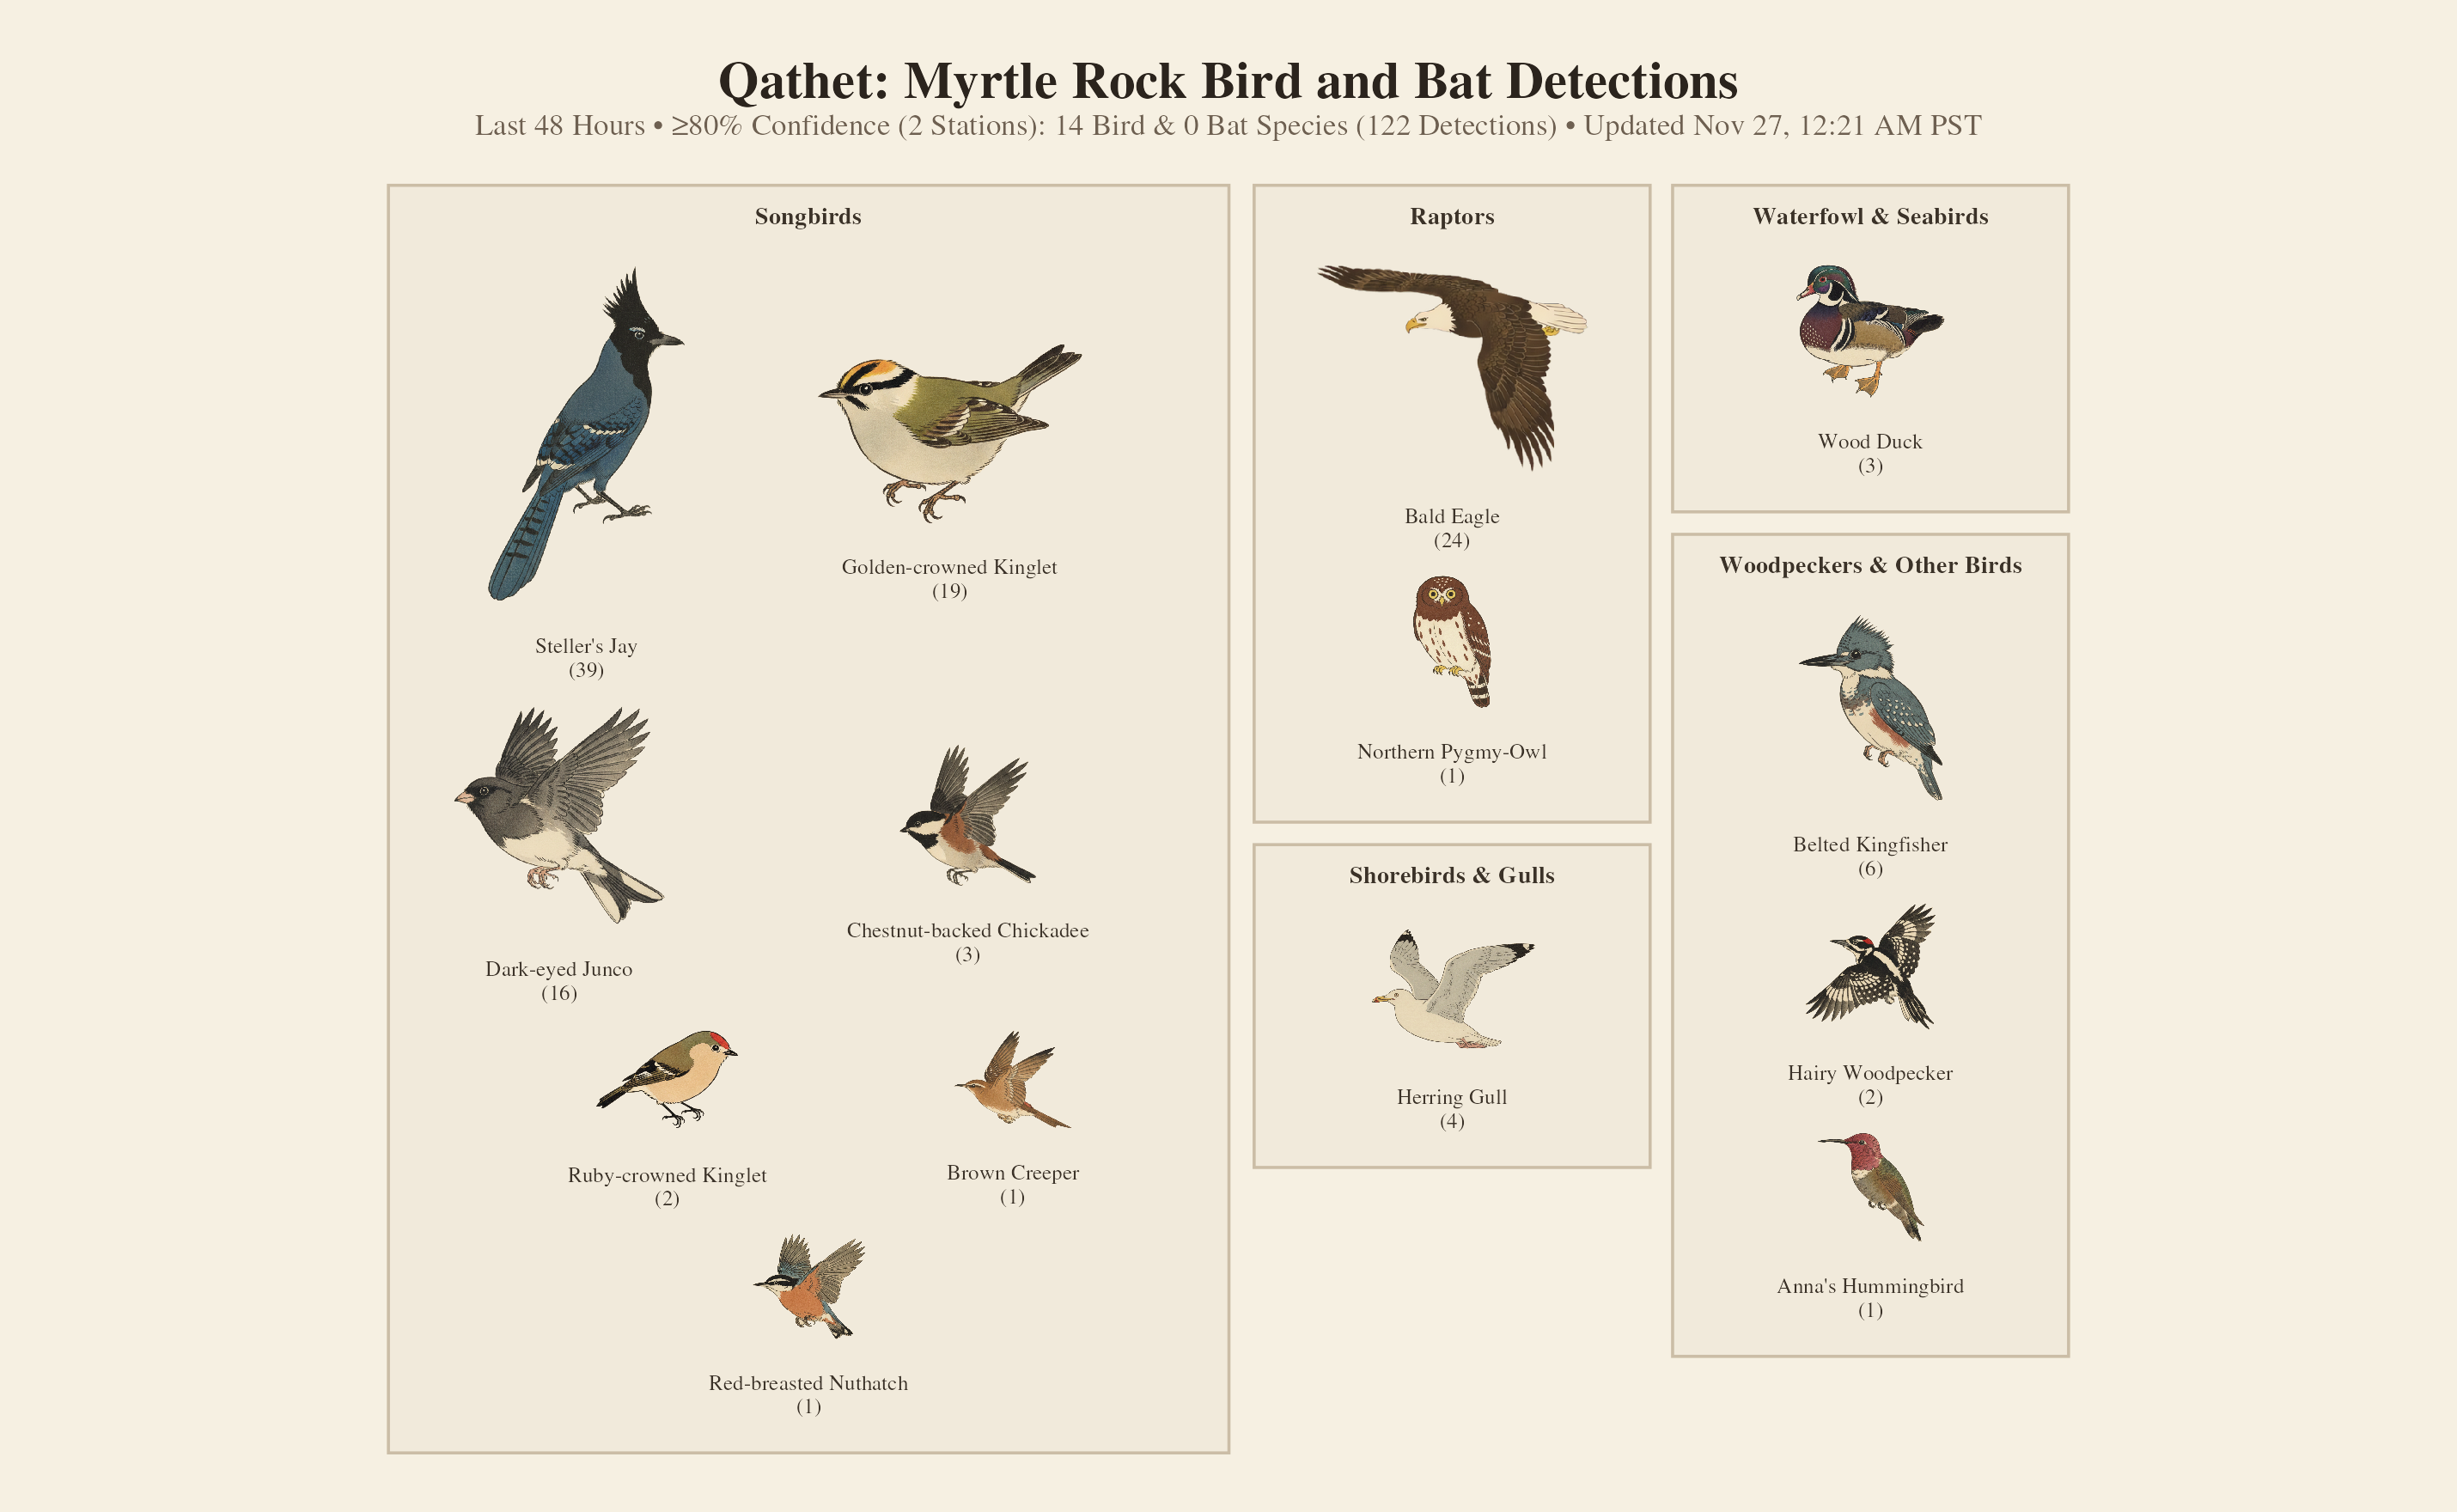 Qathet: Myrtle Rock Bird and Bat Detections
Last 48 Hours • ≥80% Confidence (2 Stations): 14 Bird & 0 Bat Species (122 Detections) • Updated Nov 27, 12:21 AM PST
Songbirds
Steller's Jay
(39)
Golden-crowned Kinglet
(19)
Dark-eyed Junco
(16)
Chestnut-backed Chickadee
(3)
Ruby-crowned Kinglet
(2)
Brown Creeper
(1)
Red-breasted Nuthatch
(1)
Raptors
Bald Eagle
(24)
Northern Pygmy-Owl
(1)
Shorebirds & Gulls
Herring Gull
(4)
Waterfowl & Seabirds
Wood Duck
(3)
Woodpeckers & Other Birds
Belted Kingfisher
(6)
Hairy Woodpecker
(2)
Anna's Hummingbird
(1)